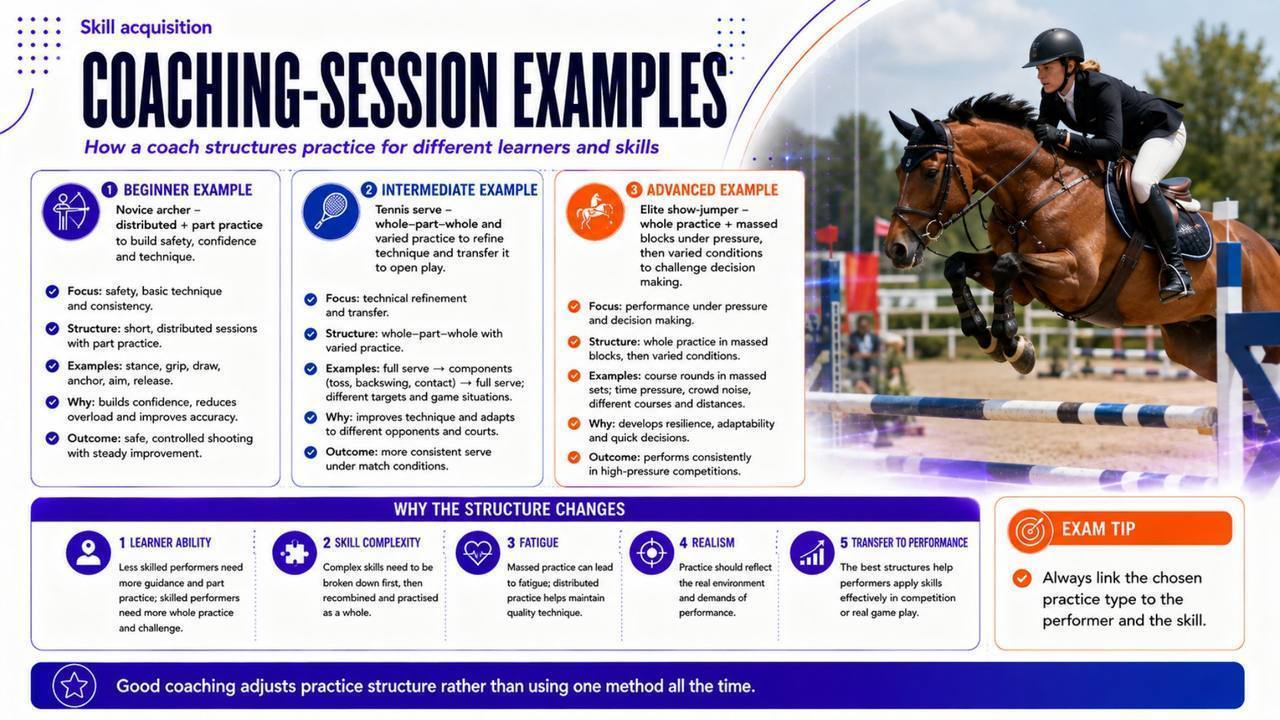 Skill acquisition
COACHING-SESSION EXAMPLES
How a coach structures practice for different learners and skills
1 BEGINNER EXAMPLE
Novice archer –
distributed + part practice
to build safety, confidence
and technique.
Focus: safety, basic technique
and consistency.
Structure: short, distributed sessions
with part practice.
Examples: stance, grip, draw,
anchor, aim, release.
Why: builds confidence, reduces
overload and improves accuracy.
Outcome: safe, controlled shooting
with steady improvement.
2 INTERMEDIATE EXAMPLE
Tennis serve –
whole–part–whole and
varied practice to refine
technique and transfer it
to open play.
Focus: technical refinement
and transfer.
Structure: whole–part–whole with
varied practice.
Examples: full serve → components
(toss, backswing, contact) → full serve;
different targets and game situations.
Why: improves technique and adapts
to different opponents and courts.
Outcome: more consistent serve
under match conditions.
3 ADVANCED EXAMPLE
Elite show-jumper –
whole practice + massed
blocks under pressure,
then varied conditions
to challenge decision
making.
Focus: performance under pressure
and decision making.
Structure: whole practice in massed
blocks, then varied conditions.
Examples: course rounds in massed
sets; time pressure, crowd noise,
different courses and distances.
Why: develops resilience, adaptability
and quick decisions.
Outcome: performs consistently
in high-pressure competitions.
WHY THE STRUCTURE CHANGES
1 LEARNER ABILITY
Less skilled performers need
more guidance and part
practice; skilled performers
need more whole practice
and challenge.
2 SKILL COMPLEXITY
Complex skills need to be
broken down first, then
recombined and practised
as a whole.
3 FATIGUE
Massed practice can lead
to fatigue; distributed
practice helps maintain
quality technique.
4 REALISM
Practice should reflect
the real environment
and demands of
performance.
5 TRANSFER TO PERFORMANCE
The best structures help
performers apply skills
effectively in competition
or real game play.
EXAM TIP
Always link the chosen
practice type to the
performer and the skill.
Good coaching adjusts practice structure rather than using one method all the time.